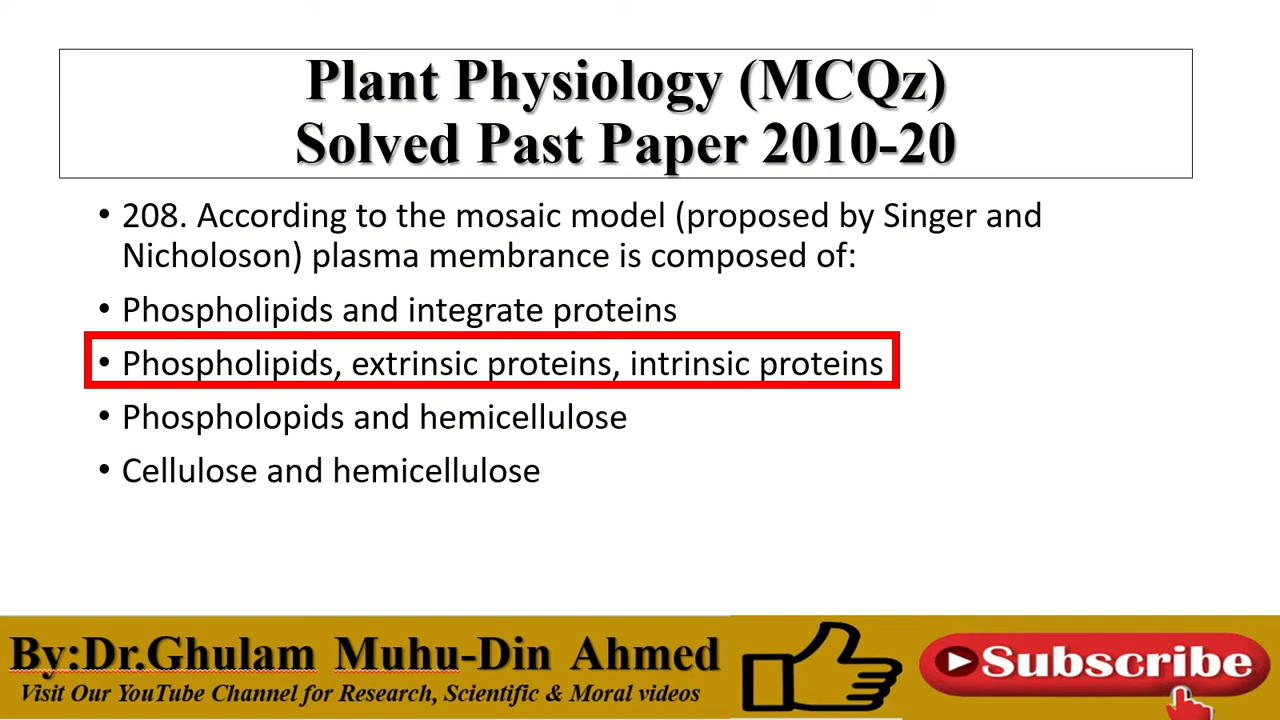 Plant Physiology (MCQz)
Solved Past Paper 2010-20
• 208. According to the mosaic model (proposed by Singer and
Nicholoson) plasma membrance is composed of:
• Phospholipids and integrate proteins
• Phospholipids, extrinsic proteins, intrinsic proteins
• Phospholopids and hemicellulose
• Cellulose and hemicellulose
By:Dr.Ghulam Muhu-Din Ahmed
Visit Our YouTube Channel for Research, Scientific & Moral videos
Subscribe